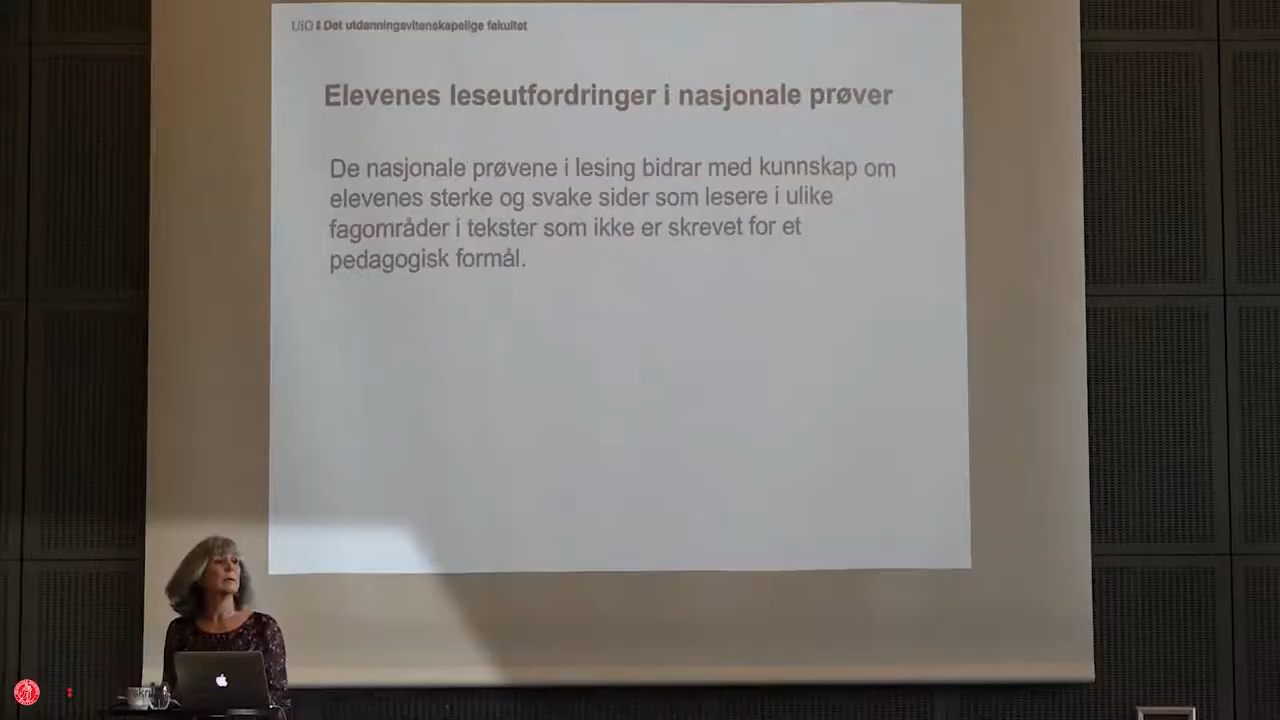 UiO : Det utdanningsvitenskapelige fakultet
Elevenes leseutfordringer i nasjonale prøver
De nasjonale prøvene i lesing bidrar med kunnskap om
elevenes sterke og svake sider som lesere i ulike
fagområder i tekster som ikke er skrevet for et
pedagogisk formål.